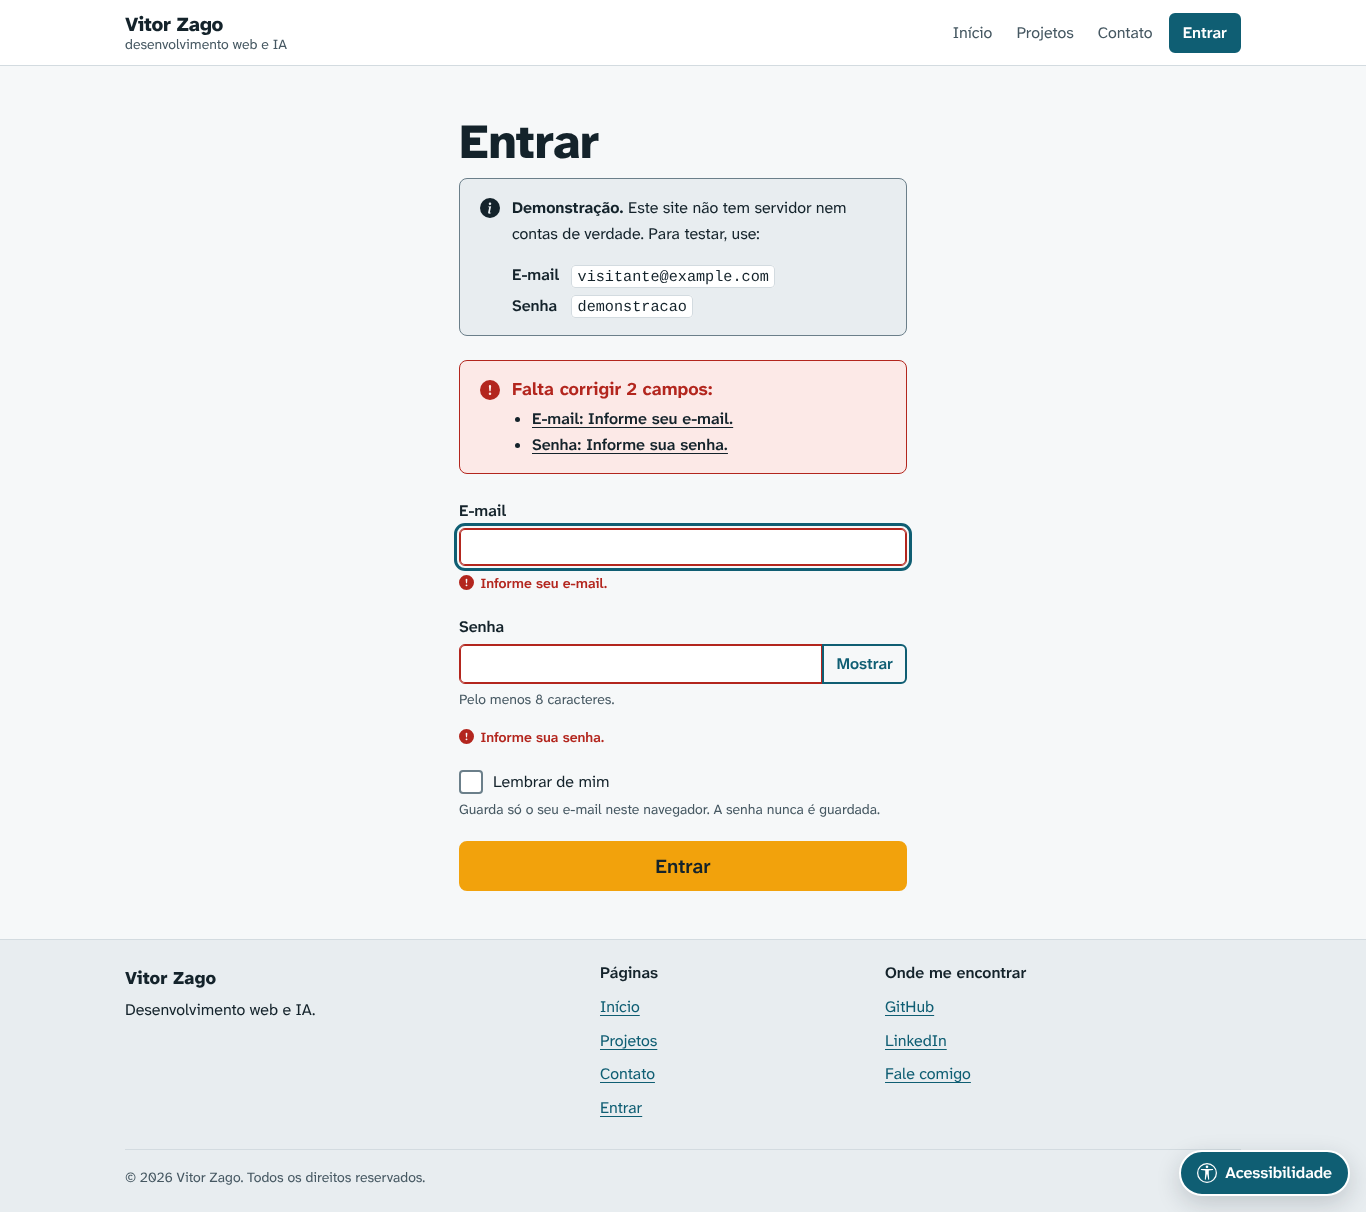 Vitor Zago
desenvolvimento web e IA
Início
Projetos
Contato
Entrar
Entrar
Demonstração. Este site não tem servidor nem
contas de verdade. Para testar, use:
E-mail visitante@example.com
Senha demonstracao
Falta corrigir 2 campos:
E-mail: Informe seu e-mail.
Senha: Informe sua senha.
E-mail
Informe seu e-mail.
Senha
Mostrar
Pelo menos 8 caracteres.
Informe sua senha.
Lembrar de mim
Guarda só o seu e-mail neste navegador. A senha nunca é guardada.
Entrar
Vitor Zago
Desenvolvimento web e IA.
Páginas
Início
Projetos
Contato
Entrar
Onde me encontrar
GitHub
LinkedIn
Fale comigo
© 2026 Vitor Zago. Todos os direitos reservados.
Acessibilidade